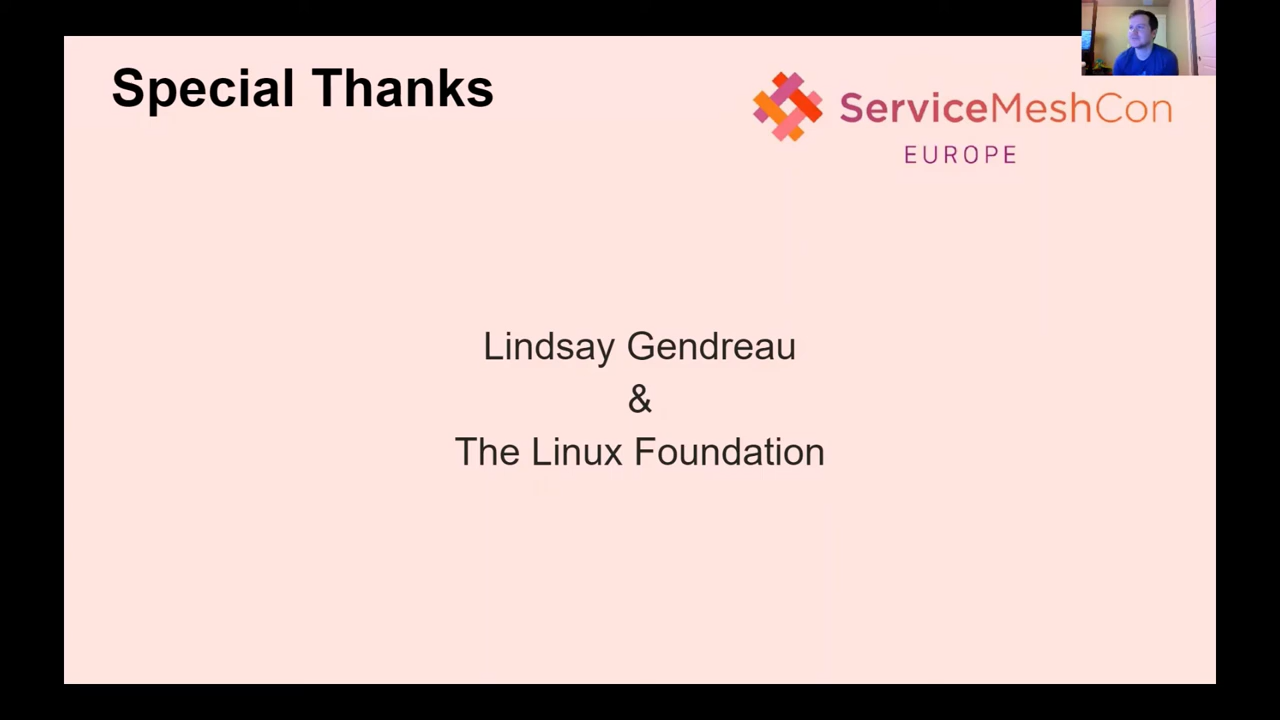 Special Thanks
ServiceMeshCon
EUROPE
Lindsay Gendreau
&
The Linux Foundation